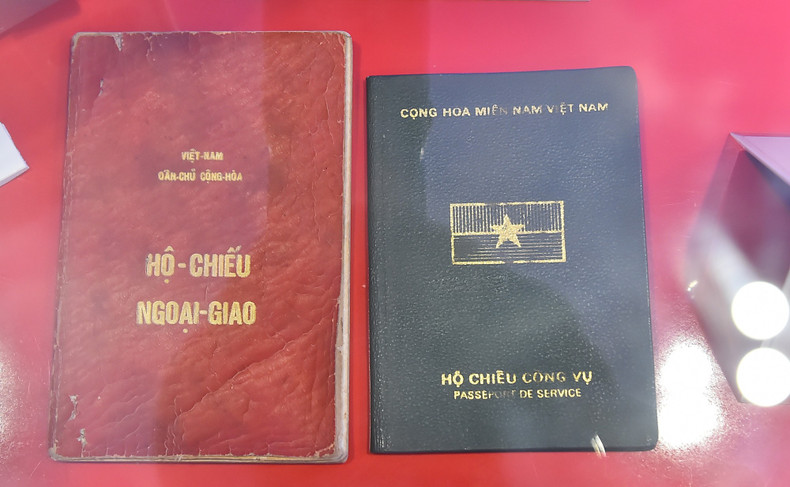 VIỆT-NAM
DÂN-CHỦ CỘNG-HÒA
HỘ-CHIẾU
NGOẠI-GIAO
CỘNG HÒA MIỀN NAM VIỆT NAM
HỘ CHIẾU CÔNG VỤ
PASSEPORT DE SERVICE